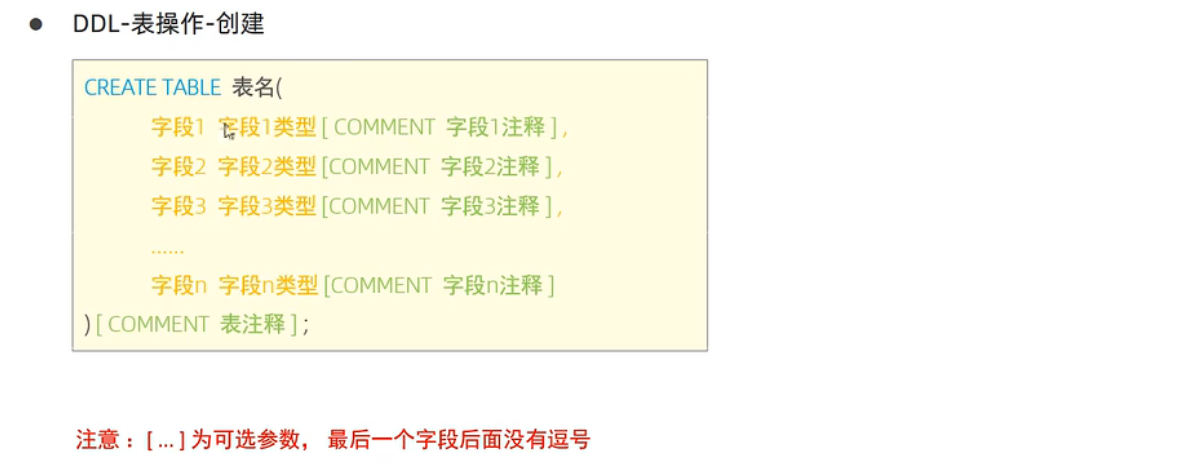 ● DDL-表操作-创建
CREATE TABLE 表名(
字段1 字段1类型 [ COMMENT 字段1注释 ] ,
字段2 字段2类型 [COMMENT 字段2注释 ] ,
字段3 字段3类型 [COMMENT 字段3注释 ] ,
......
字段n 字段n类型 [COMMENT 字段n注释 ]
) [ COMMENT 表注释 ] ;
注意：[ ... ] 为可选参数，最后一个字段后面没有逗号